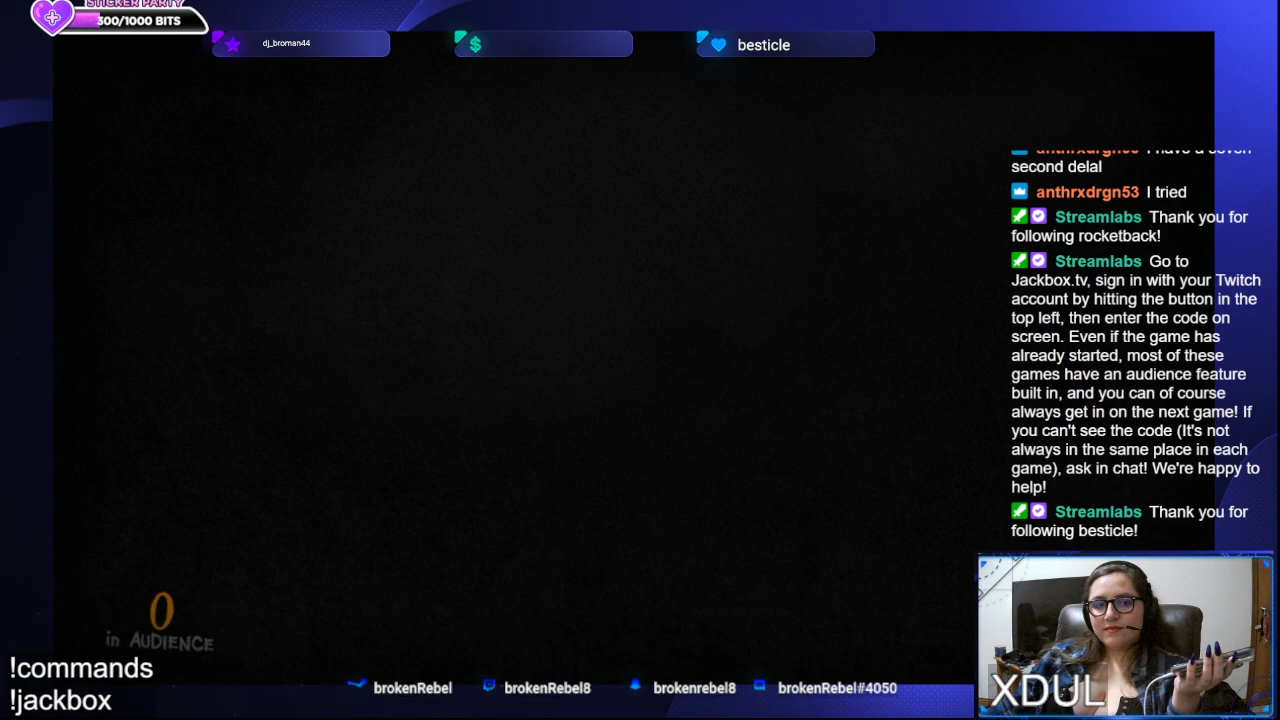 STICKER PARTY
300/1000 BITS
dj_broman44
$
besticle
anthrxdrgn53 I have a seven
second delal
anthrxdrgn53 I tried
Streamlabs Thank you for
following rocketback!
Streamlabs Go to
Jackbox.tv, sign in with your Twitch
account by hitting the button in the
top left, then enter the code on
screen. Even if the game has
already started, most of these
games have an audience feature
built in, and you can of course
always get in on the next game! If
you can't see the code (It's not
always in the same place in each
game), ask in chat! We're happy to
help!
Streamlabs Thank you for
following besticle!
0
in AUDIENCE
!commands
!jackbox
brokenRebel
brokenRebel8
brokenrebel8
brokenRebel#4050
XDUL